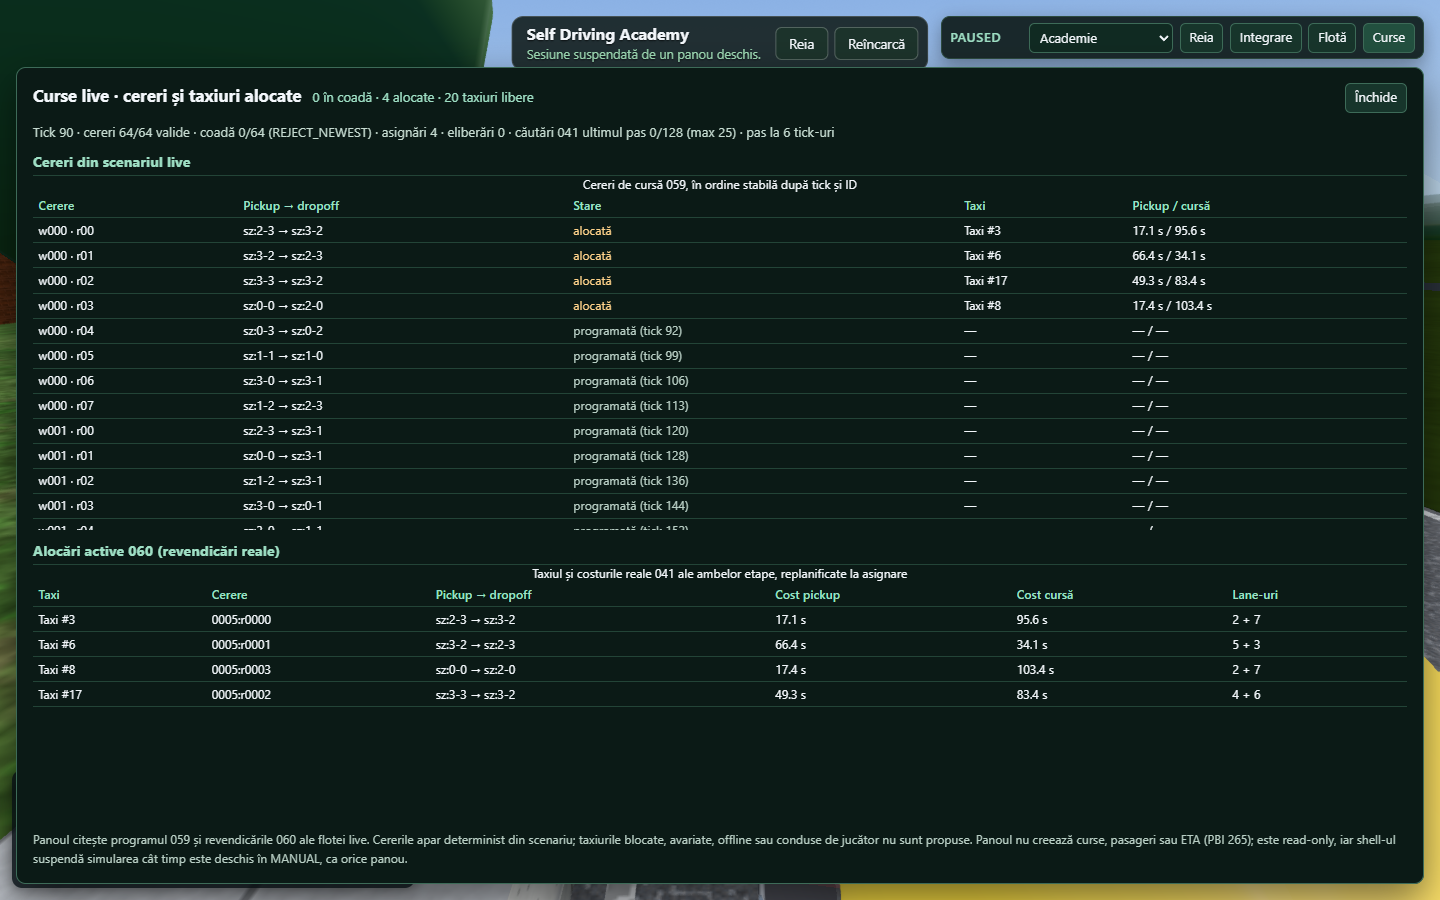 Self Driving Academy
Sesiune suspendată de un panou deschis.
Reia
Reîncarcă
PAUSED
Academie
Reia
Integrare
Flotă
Curse
Curse live · cereri și taxiuri alocate 0 în coadă · 4 alocate · 20 taxiuri libere
Închide
Tick 90 · cereri 64/64 valide · coadă 0/64 (REJECT_NEWEST) · asignări 4 · eliberări 0 · căutări 041 ultimul pas 0/128 (max 25) · pas la 6 tick-uri
Cereri din scenariul live
Cereri de cursă 059, în ordine stabilă după tick și ID
Cerere Pickup → dropoff Stare Taxi Pickup / cursă
w000 · r00 sz:2-3 → sz:3-2 alocată Taxi #3 17.1 s / 95.6 s
w000 · r01 sz:3-2 → sz:2-3 alocată Taxi #6 66.4 s / 34.1 s
w000 · r02 sz:3-3 → sz:3-2 alocată Taxi #17 49.3 s / 83.4 s
w000 · r03 sz:0-0 → sz:2-0 alocată Taxi #8 17.4 s / 103.4 s
w000 · r04 sz:0-3 → sz:0-2 programată (tick 92) — — / —
w000 · r05 sz:1-1 → sz:1-0 programată (tick 99) — — / —
w000 · r06 sz:3-0 → sz:3-1 programată (tick 106) — — / —
w000 · r07 sz:1-2 → sz:2-3 programată (tick 113) — — / —
w001 · r00 sz:2-3 → sz:3-1 programată (tick 120) — — / —
w001 · r01 sz:0-0 → sz:3-1 programată (tick 128) — — / —
w001 · r02 sz:1-2 → sz:3-1 programată (tick 136) — — / —
w001 · r03 sz:3-0 → sz:0-1 programată (tick 144) — — / —
Alocări active 060 (revendicări reale)
Taxiul și costurile reale 041 ale ambelor etape, replanificate la asignare
Taxi Cerere Pickup → dropoff Cost pickup Cost cursă Lane-uri
Taxi #3 0005:r0000 sz:2-3 → sz:3-2 17.1 s 95.6 s 2 + 7
Taxi #6 0005:r0001 sz:3-2 → sz:2-3 66.4 s 34.1 s 5 + 3
Taxi #8 0005:r0003 sz:0-0 → sz:2-0 17.4 s 103.4 s 2 + 7
Taxi #17 0005:r0002 sz:3-3 → sz:3-2 49.3 s 83.4 s 4 + 6
Panoul citește programul 059 și revendicările 060 ale flotei live. Cererile apar determinist din scenariu; taxiurile blocate, avariate, offline sau conduse de jucător nu sunt propuse. Panoul nu creează curse, pasageri sau ETA (PBI 265); este read-only, iar shell-ul
suspendă simularea cât timp este deschis în MANUAL, ca orice panou.